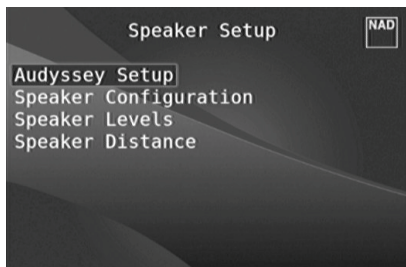 Speaker Setup
NAD
Audyssey Setup
Speaker Configuration
Speaker Levels
Speaker Distance